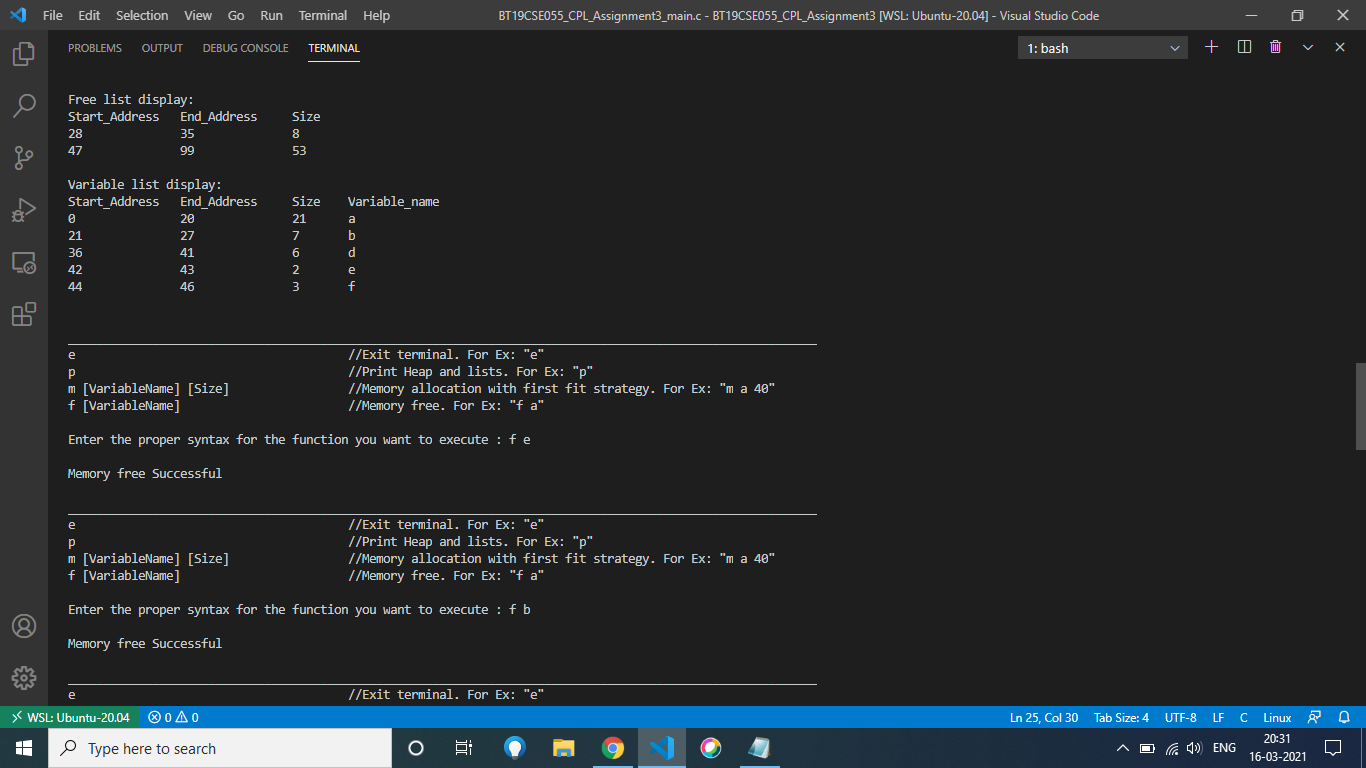 File Edit Selection View Go Run Terminal Help BT19CSE055_CPL_Assignment3_main.c - BT19CSE055_CPL_Assignment3 [WSL: Ubuntu-20.04] - Visual Studio Code
PROBLEMS OUTPUT DEBUG CONSOLE TERMINAL 1: bash
Free list display:
Start_Address End_Address Size
28 35 8
47 99 53
Variable list display:
Start_Address End_Address Size Variable_name
0 20 21 a
21 27 7 b
36 41 6 d
42 43 2 e
44 46 3 f
e //Exit terminal. For Ex: "e"
p //Print Heap and lists. For Ex: "p"
m [VariableName] [Size] //Memory allocation with first fit strategy. For Ex: "m a 40"
f [VariableName] //Memory free. For Ex: "f a"
Enter the proper syntax for the function you want to execute : f e
Memory free Successful
e //Exit terminal. For Ex: "e"
p //Print Heap and lists. For Ex: "p"
m [VariableName] [Size] //Memory allocation with first fit strategy. For Ex: "m a 40"
f [VariableName] //Memory free. For Ex: "f a"
Enter the proper syntax for the function you want to execute : f b
Memory free Successful
e //Exit terminal. For Ex: "e"
WSL: Ubuntu-20.04 0 0 Ln 25, Col 30 Tab Size: 4 UTF-8 LF C Linux
Type here to search ENG 20:31
16-03-2021